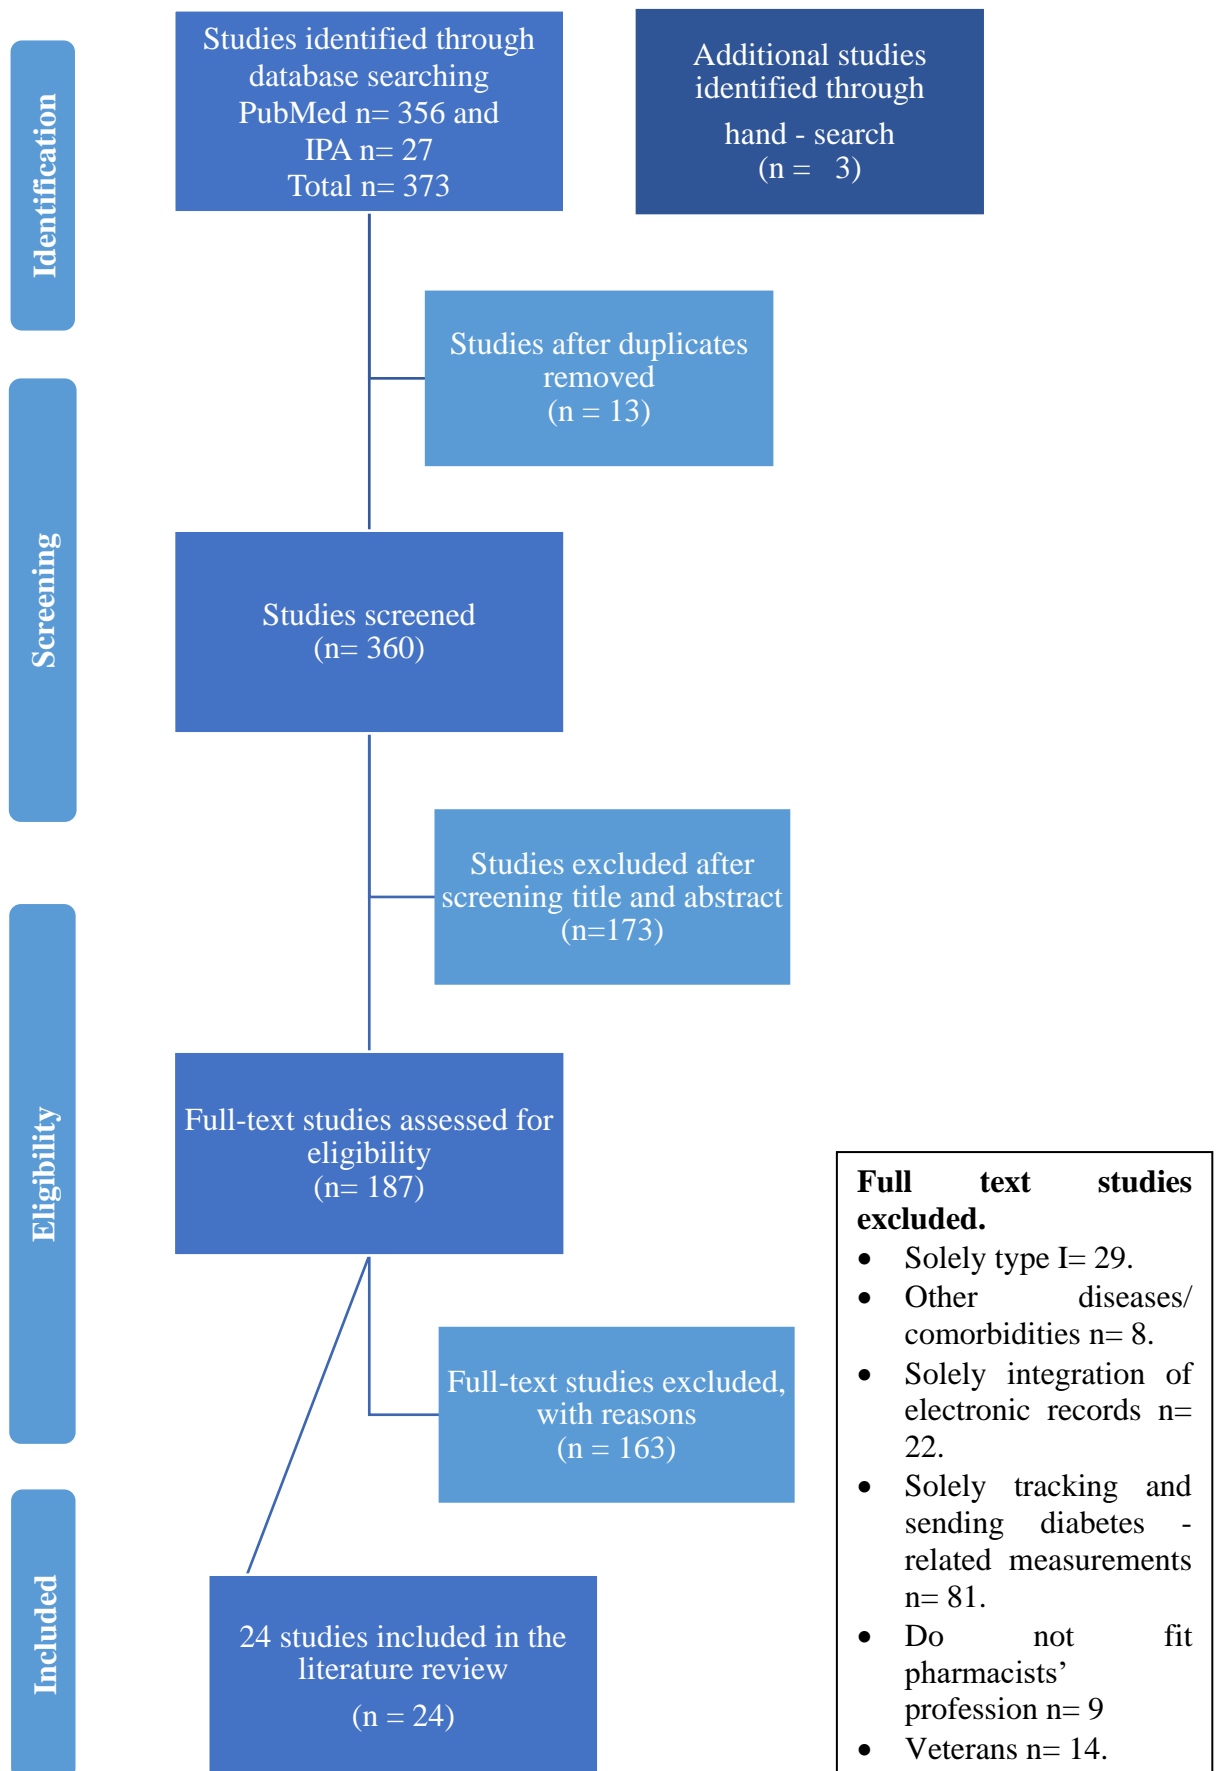 Identification
Studies identified through
database searching
PubMed n= 356 and
IPA n= 27
Total n= 373
Additional studies
identified through
hand - search
(n = 3)
Studies after duplicates
removed
(n = 13)
Screening
Studies screened
(n= 360)
Studies excluded after
screening title and abstract
(n=173)
Eligibility
Full-text studies assessed for
eligibility
(n= 187)
Full-text studies excluded,
with reasons
(n = 163)
Full text studies
excluded.
• Solely type I= 29.
• Other diseases/
comorbidities n= 8.
• Solely integration of
electronic records n=
22.
• Solely tracking and
sending diabetes -
related measurements
n= 81.
• Do not fit
pharmacists’
profession n= 9
• Veterans n= 14.
Included
24 studies included in the
literature review
(n = 24)